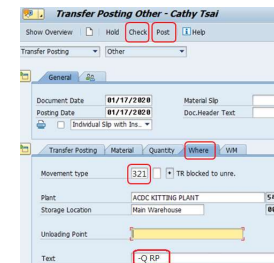 Transfer Posting Other - Cathy Tsai
Show Overview Hold Check Post Help
Transfer Posting Other
General
Document Date 01/17/2020 Material Slip
Posting Date 01/17/2020 Doc.Header Text
Individual Slip with Ins..
Transfer Posting Material Quantity Where WM
Movement type 321 TR blocked to unre.
Plant ACDC KITTING PLANT
Storage Location Main Warehouse
Unloading Point
Text -Q RP